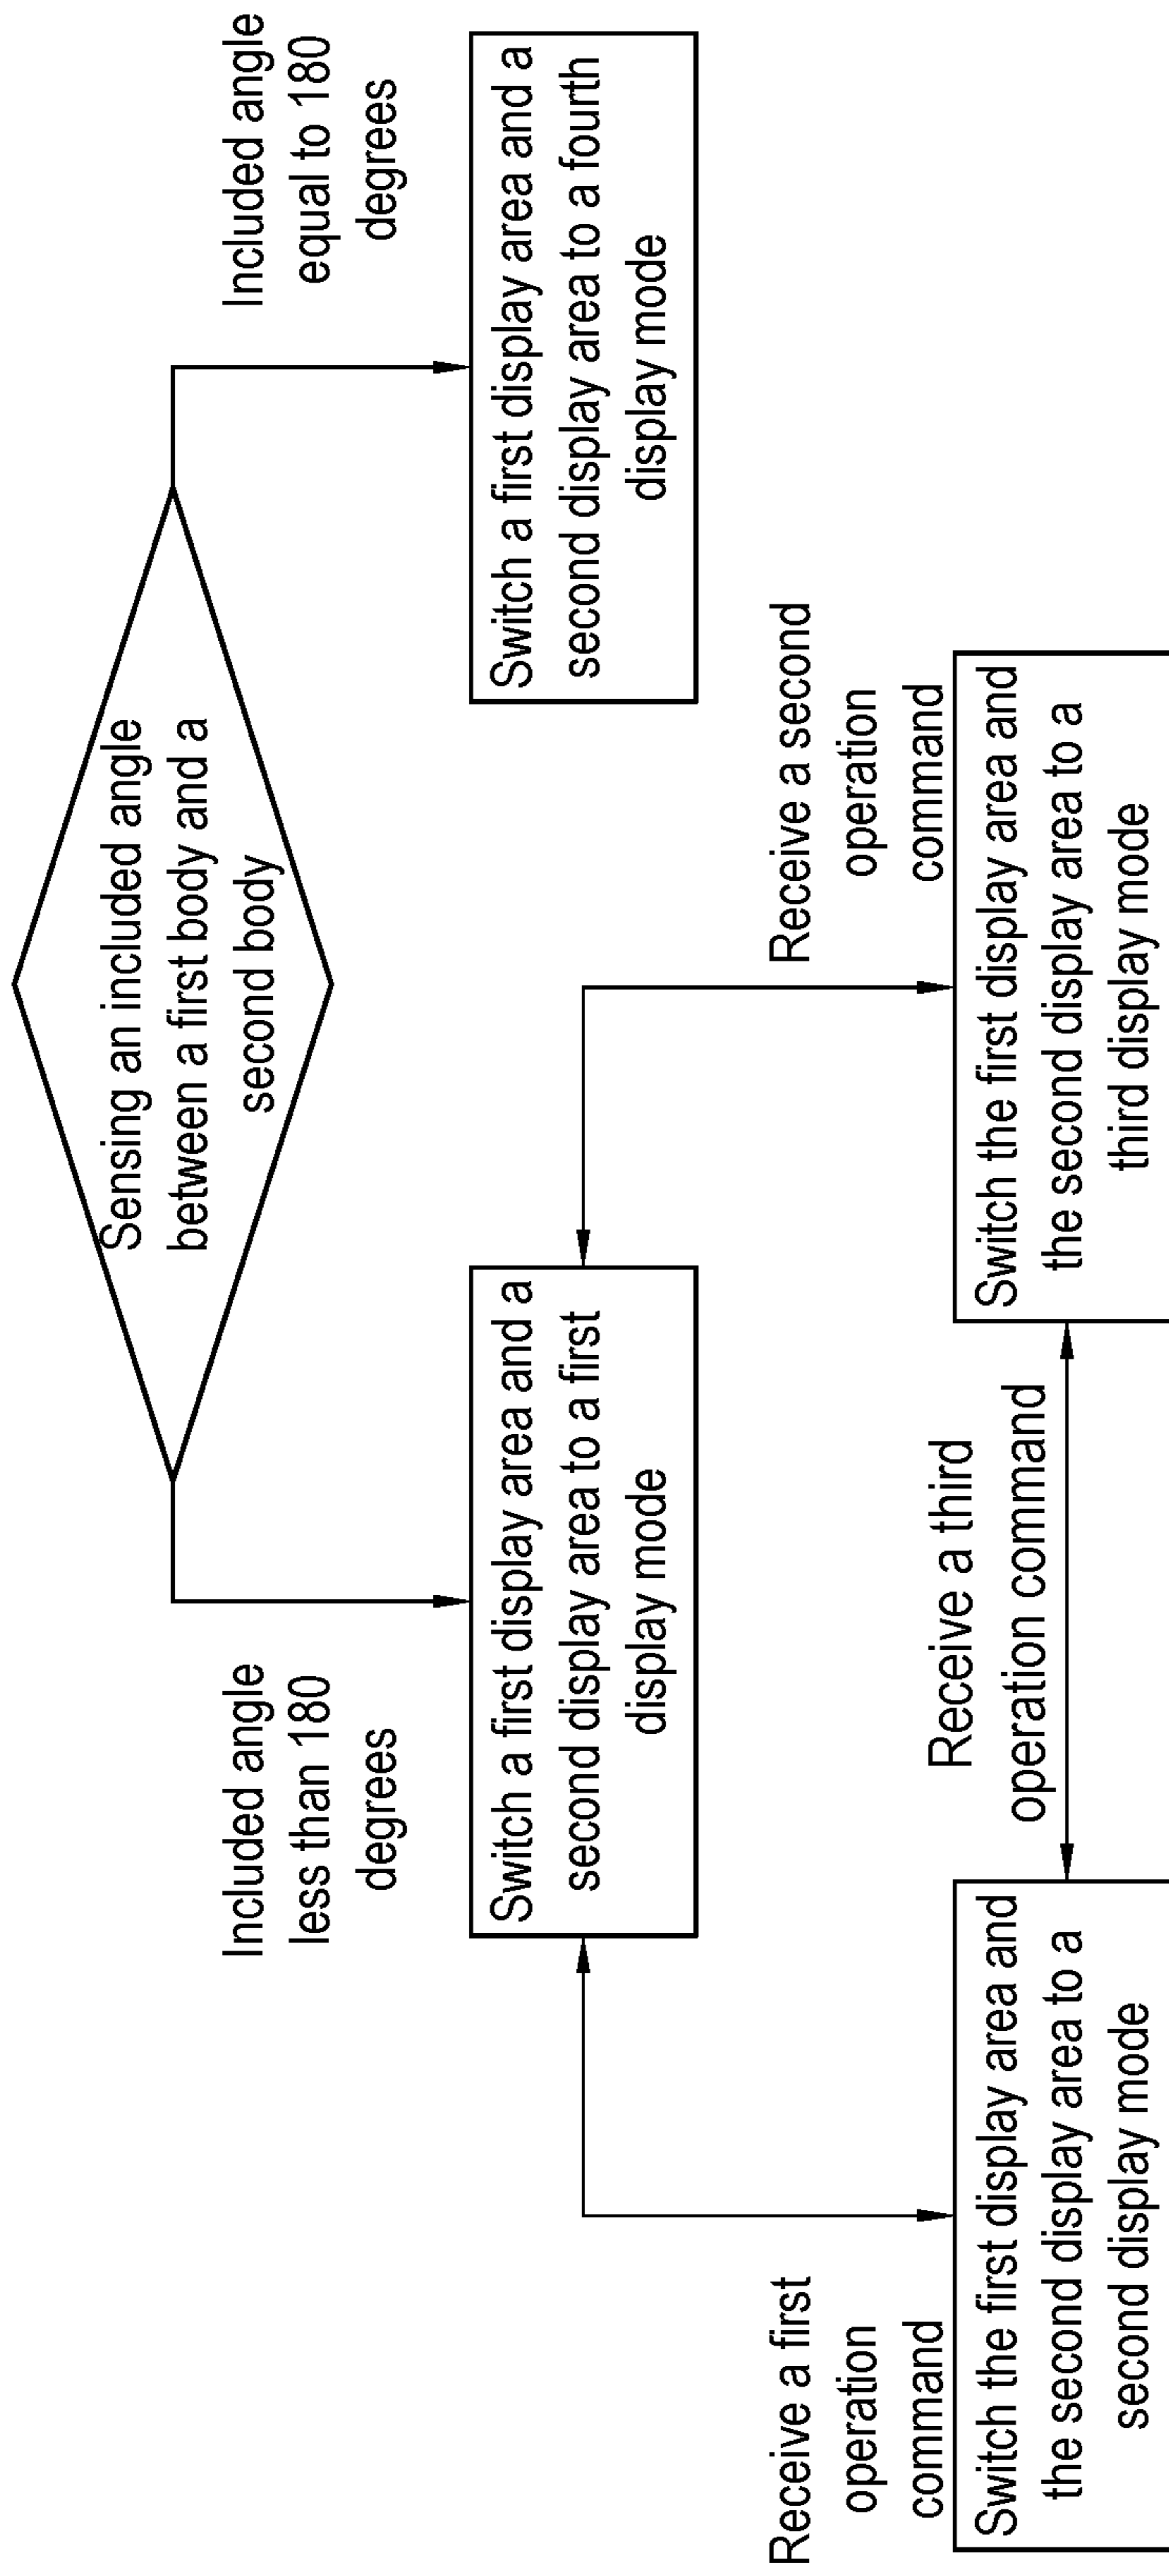 Sensing an included angle
between a first body and a
second body
Included angle
less than 180
degrees
Included angle
equal to 180
degrees
Switch a first display area and a
second display area to a first
display mode
Switch a first display area and a
second display area to a fourth
display mode
Receive a first
operation
command
Receive a second
operation
command
Switch the first display area and
the second display area to a
second display mode
Receive a third
operation command
Switch the first display area and
the second display area to a
third display mode